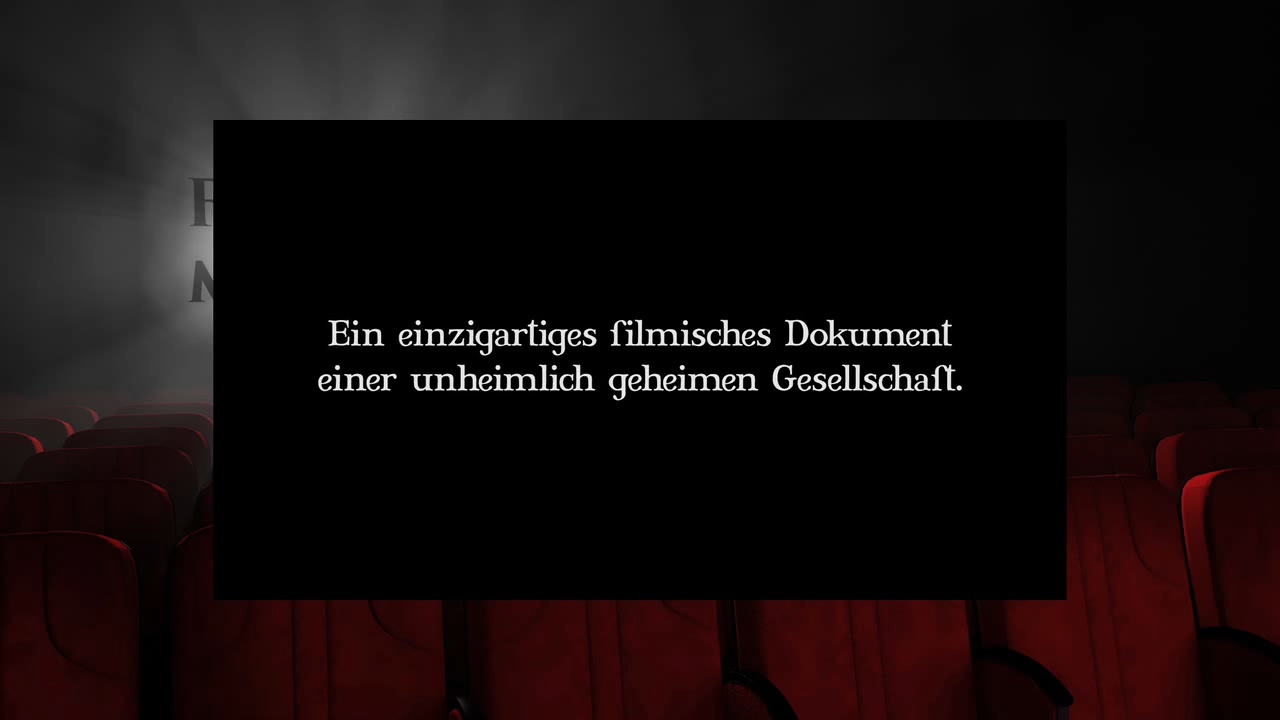 Ein einzigartiges filmisches Dokument
einer unheimlich geheimen Gesellschaft.